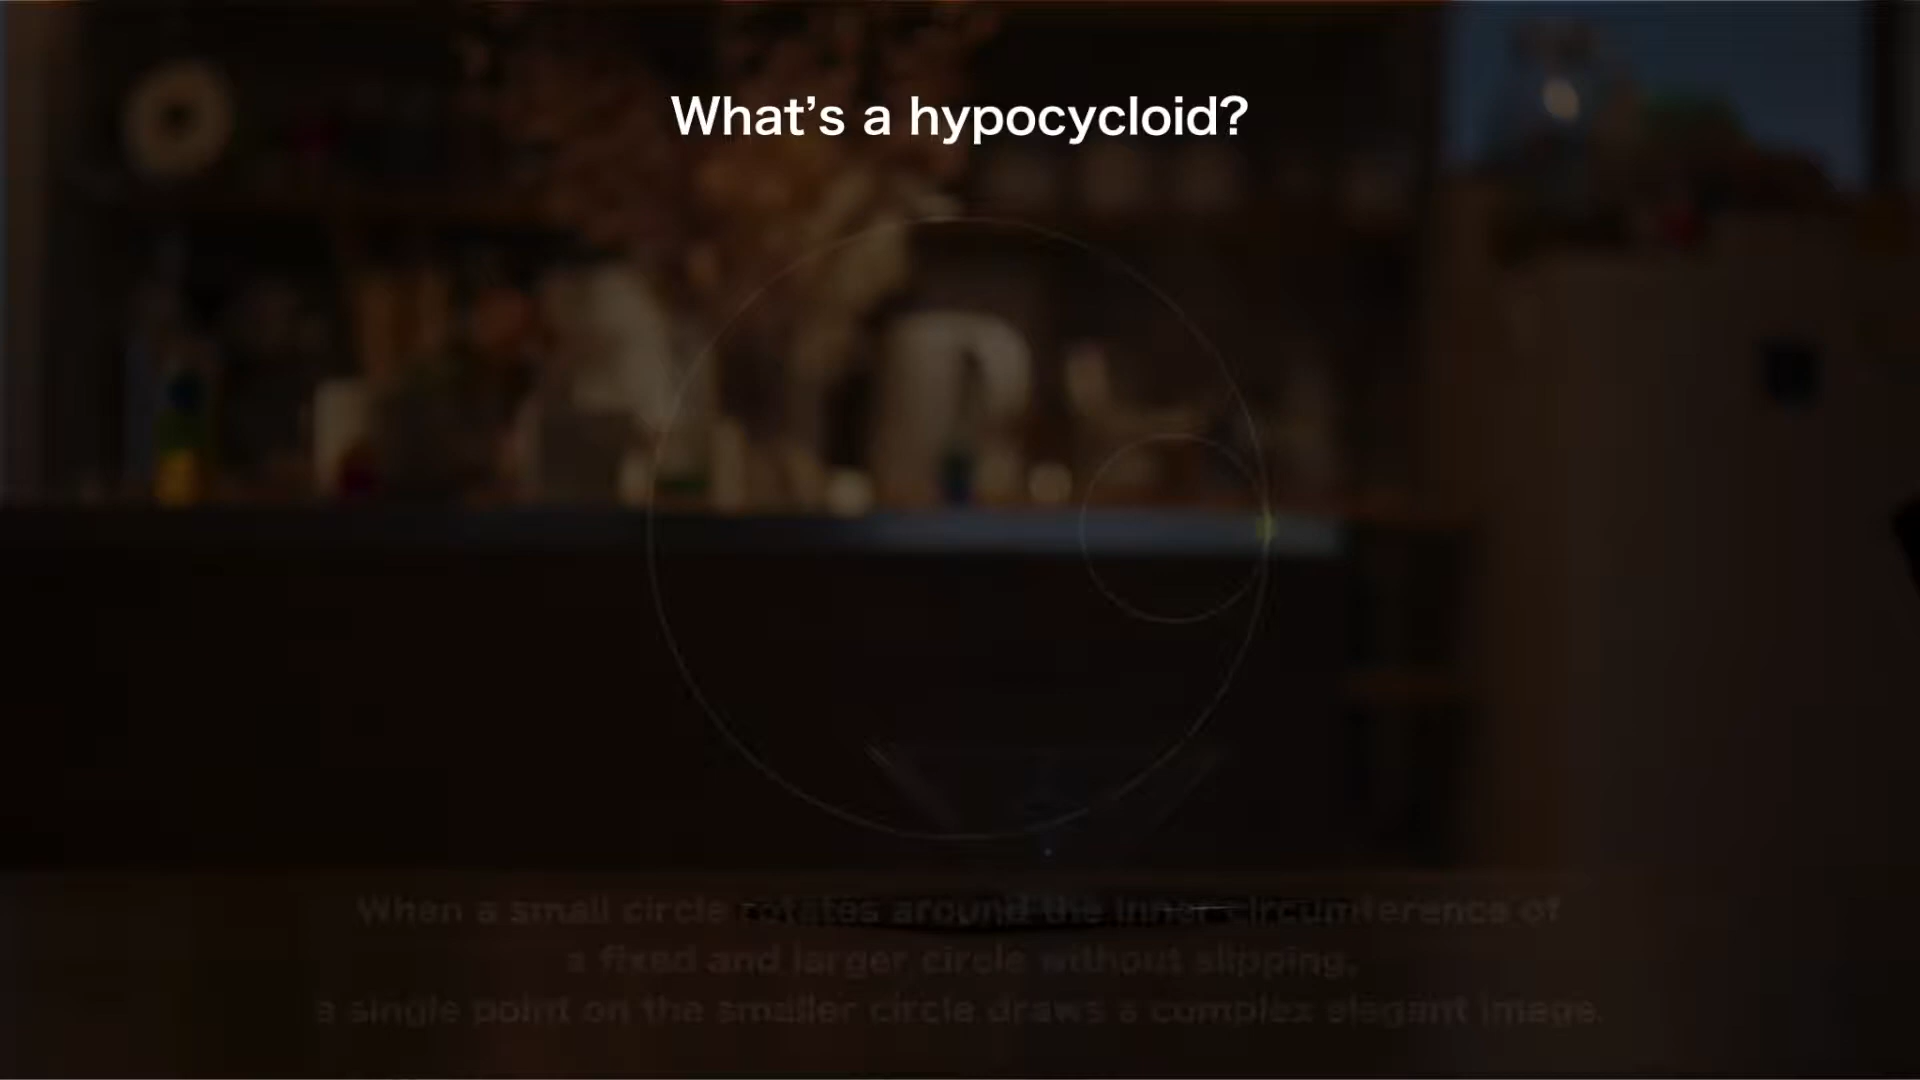 What’s a hypocycloid?
When a small circle rotates around the inner circumference of
a fixed and larger circle without slipping,
a single point on the smaller circle draws a complex elegant image.